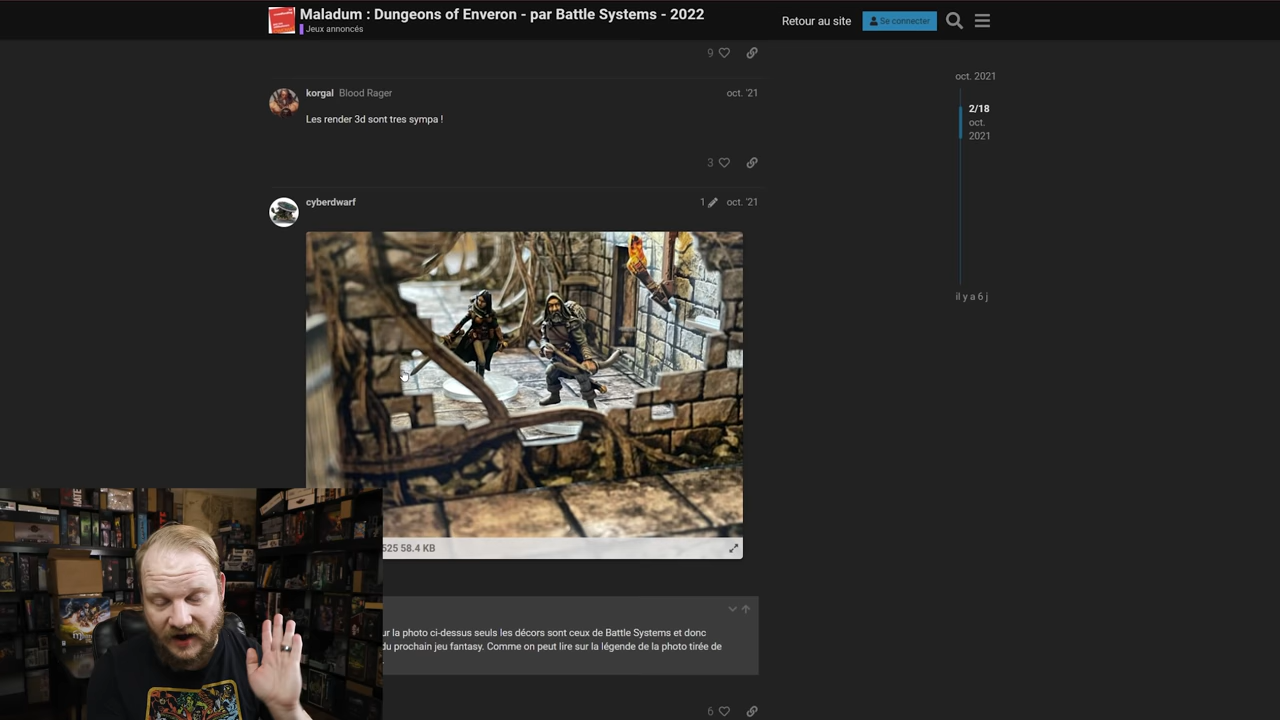 Maladum : Dungeons of Enveron - par Battle Systems - 2022
Jeux annoncés
Retour au site
Se connecter
9
oct. 2021
korgal Blood Rager
oct. '21
2/18
oct.
2021
Les render 3d sont tres sympa !
3
cyberdwarf
1
oct. '21
il y a 6 j
525 58.4 KB
ur la photo ci-dessus seuls les décors sont ceux de Battle Systems et donc
du prochain jeu fantasy. Comme on peut lire sur la légende de la photo tirée de
6